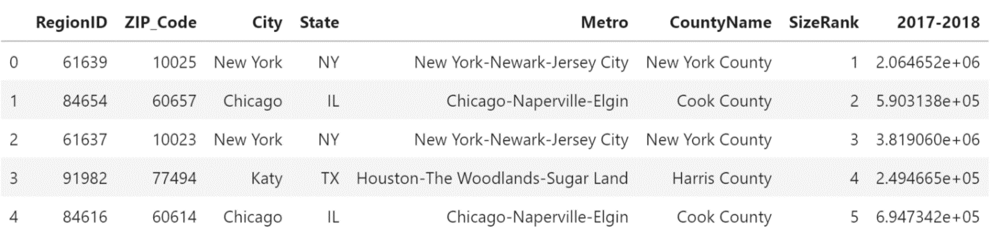 RegionID ZIP_Code City State Metro CountyName SizeRank 2017-2018
0 61639 10025 New York NY New York-Newark-Jersey City New York County 1 2.064652e+06
1 84654 60657 Chicago IL Chicago-Naperville-Elgin Cook County 2 5.903138e+05
2 61637 10023 New York NY New York-Newark-Jersey City New York County 3 3.819060e+06
3 91982 77494 Katy TX Houston-The Woodlands-Sugar Land Harris County 4 2.494665e+05
4 84616 60614 Chicago IL Chicago-Naperville-Elgin Cook County 5 6.947342e+05